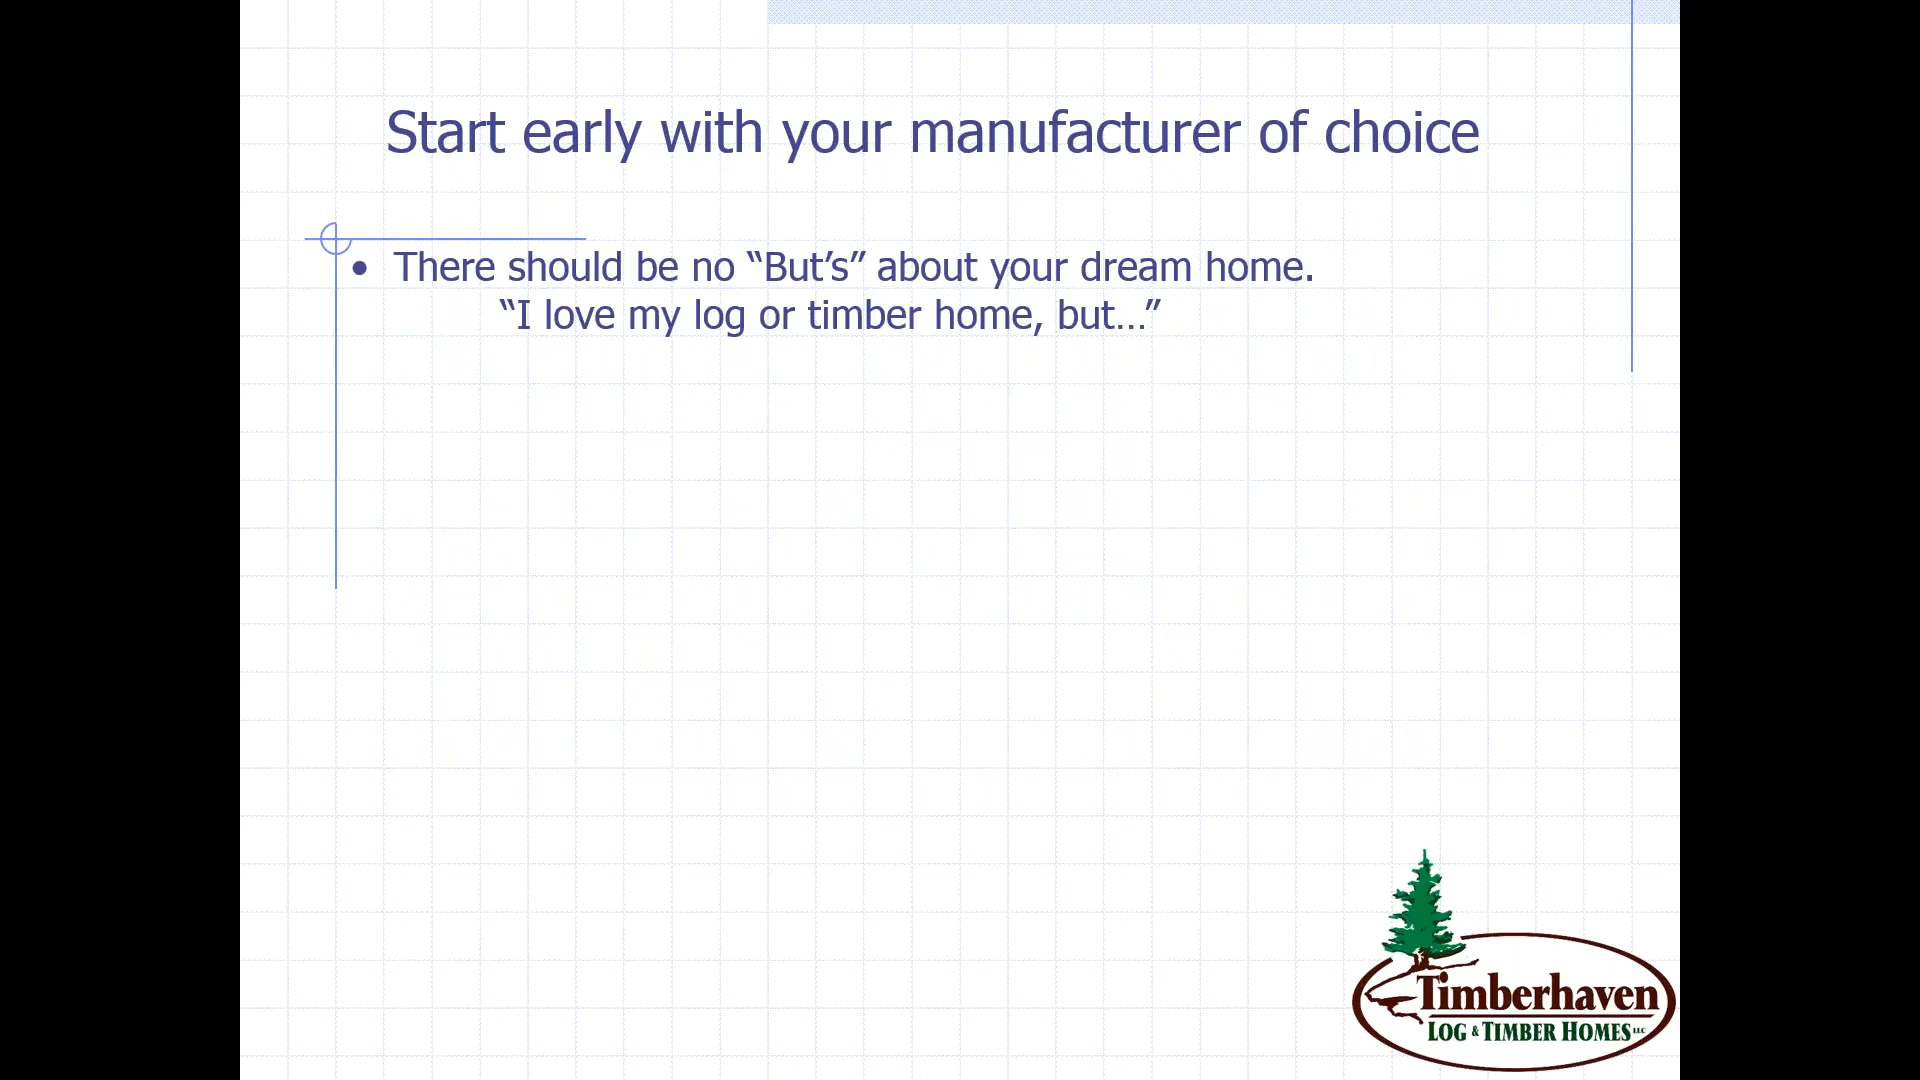 Start early with your manufacturer of choice
• There should be no “But’s” about your dream home.
“I love my log or timber home, but…”
Timberhaven
LOG & TIMBER HOMES LLC